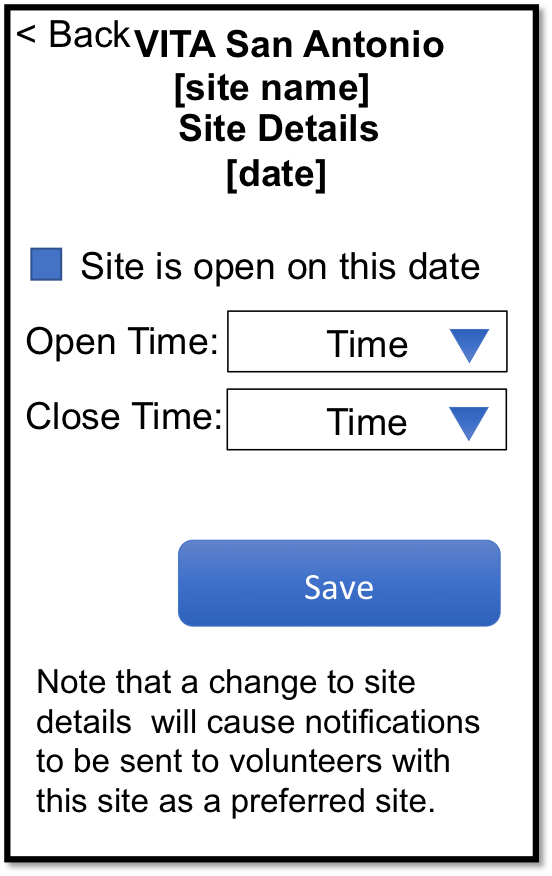 < Back
VITA San Antonio
[site name]
Site Details
[date]
Site is open on this date
Open Time: Time
Close Time: Time
Save
Note that a change to site
details  will cause notifications
to be sent to volunteers with
this site as a preferred site.